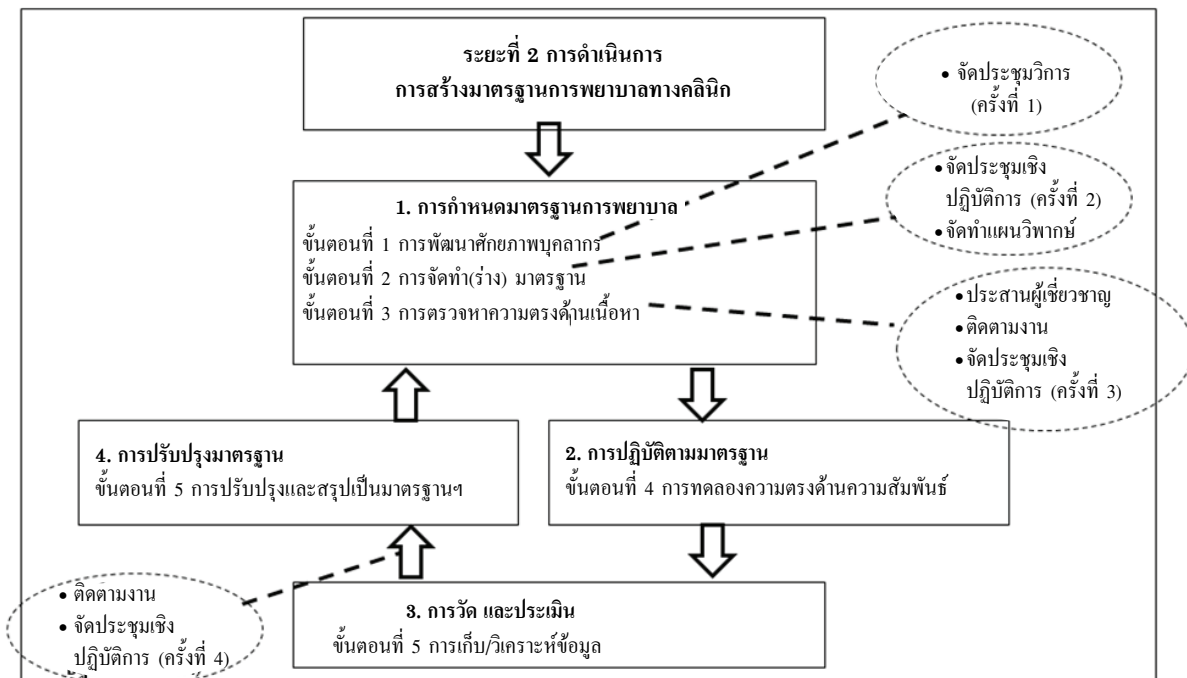 ระยะที่ 2 การดำเนินการ
การสร้างมาตรฐานการพยาบาลทางคลินิก
• จัดประชุมวิการ
(ครั้งที่ 1)
1. การกำหนดมาตรฐานการพยาบาล
ขั้นตอนที่ 1 การพัฒนาศักยภาพบุคลากร
ขั้นตอนที่ 2 การจัดทำ(ร่าง) มาตรฐาน
ขั้นตอนที่ 3 การตรวจหาความตรงด้านเนื้อหา
• จัดประชุมเชิง
ปฏิบัติการ (ครั้งที่ 2)
• จัดทำแผนวิพากษ์
• ประสานผู้เชี่ยวชาญ
• ติดตามงาน
• จัดประชุมเชิง
ปฏิบัติการ (ครั้งที่ 3)
4. การปรับปรุงมาตรฐาน
ขั้นตอนที่ 5 การปรับปรุงและสรุปเป็นมาตรฐานฯ
2. การปฏิบัติตามมาตรฐาน
ขั้นตอนที่ 4 การทดลองความตรงด้านความสัมพันธ์
3. การวัด และประเมิน
ขั้นตอนที่ 5 การเก็บ/วิเคราะห์ข้อมูล
• ติดตามงาน
• จัดประชุมเชิง
ปฏิบัติการ (ครั้งที่ 4)